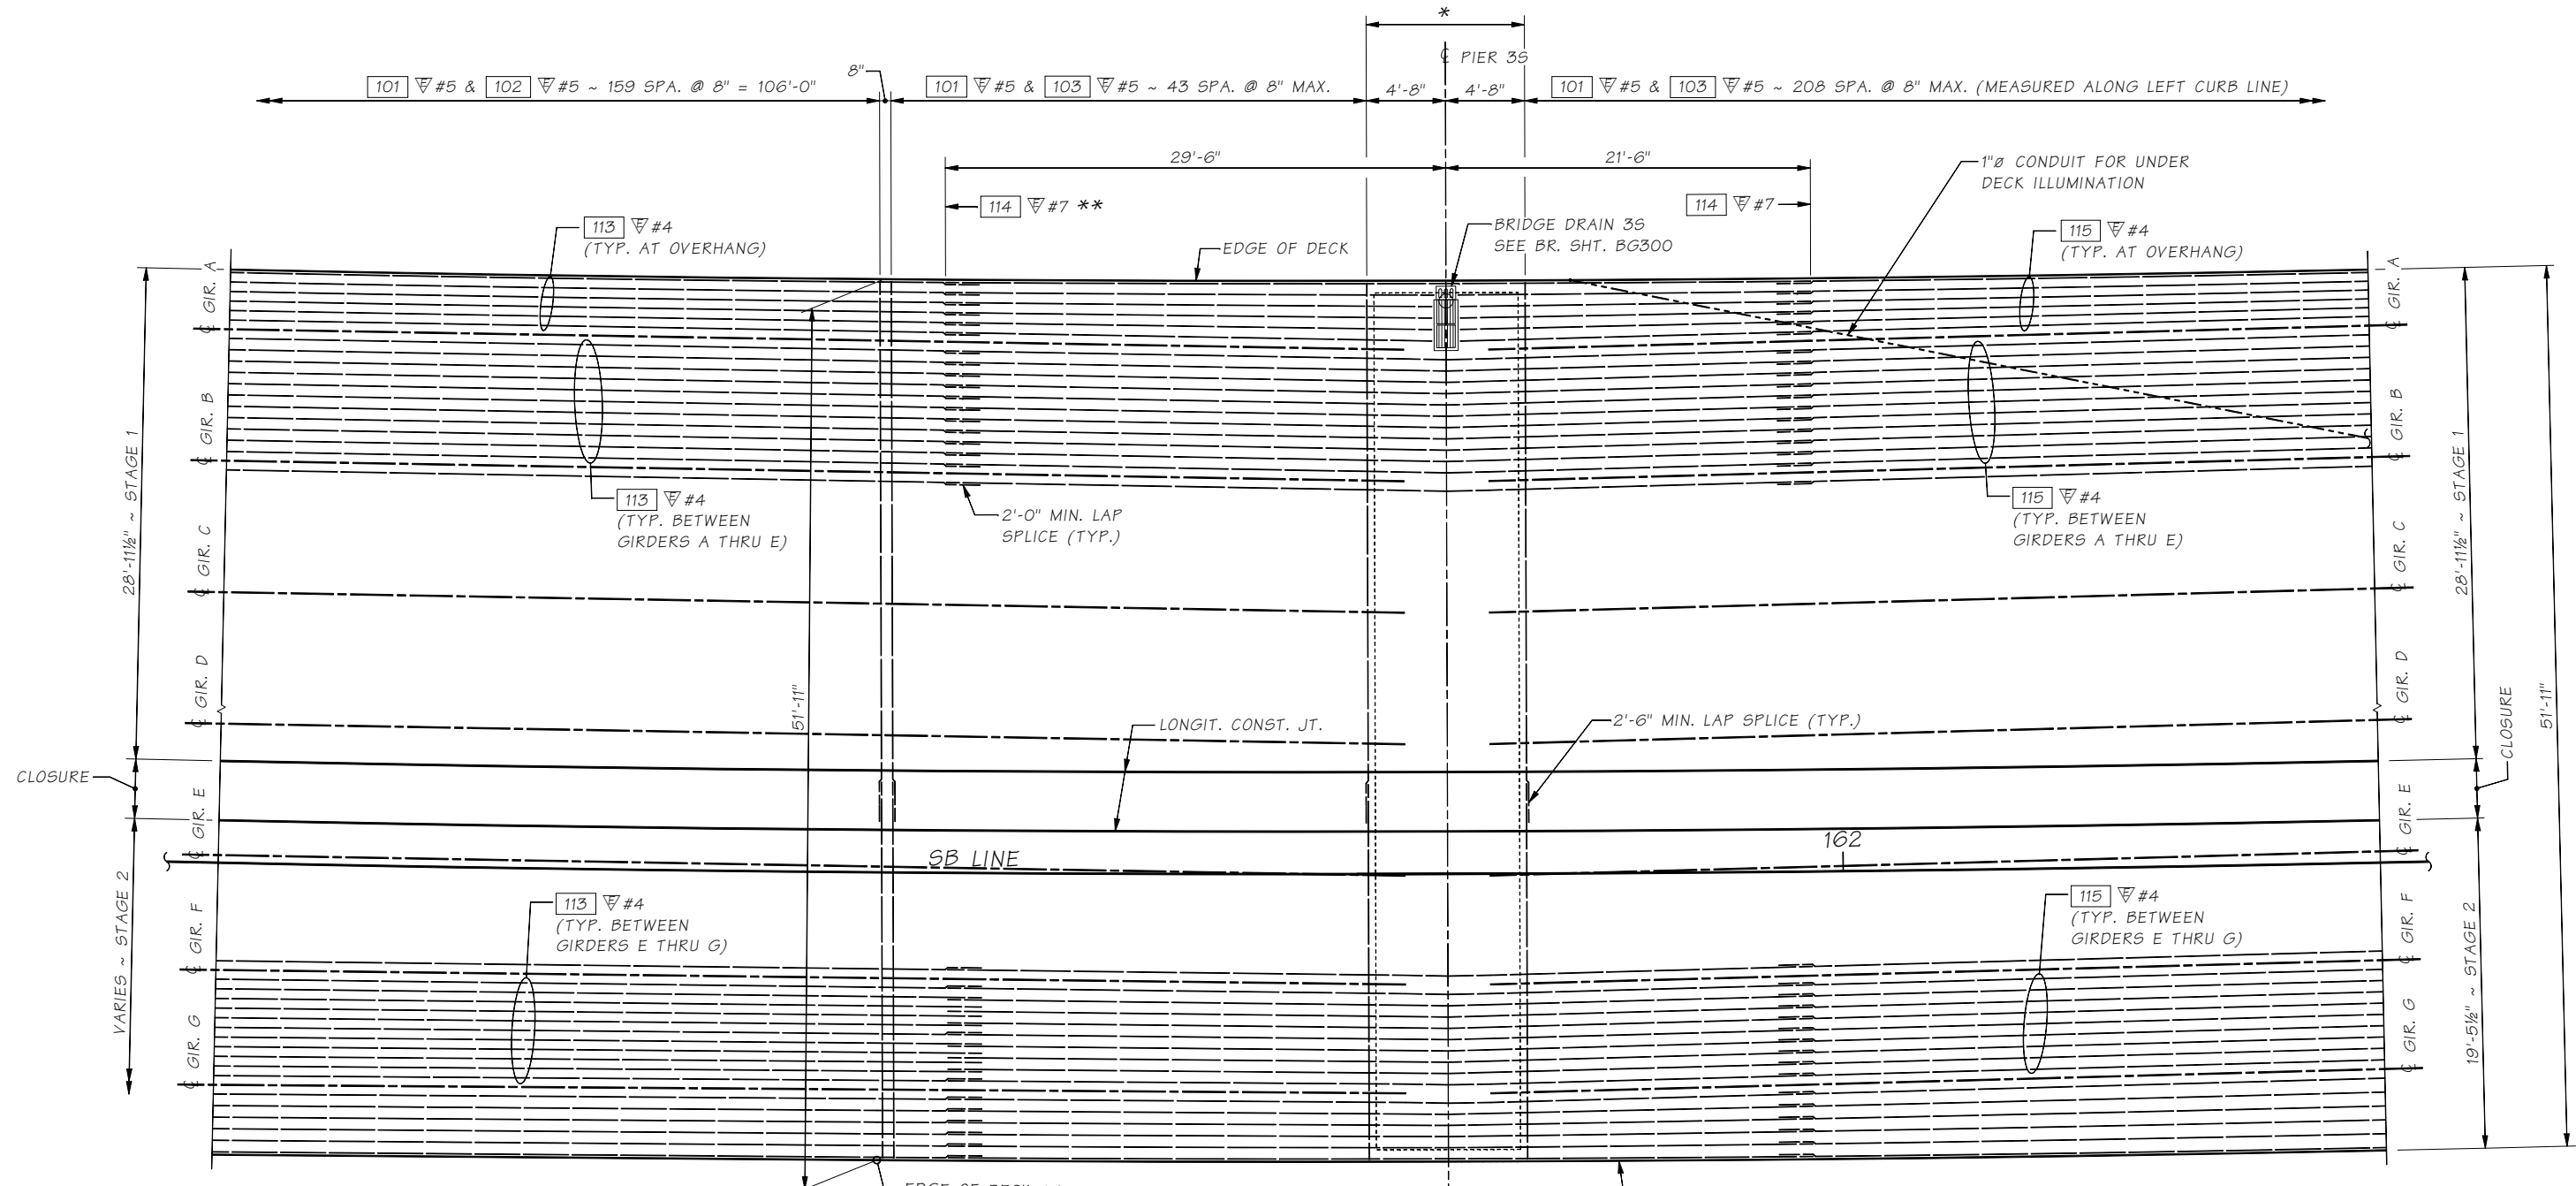 *
℄ PIER 3S
8"
101 E #5 & 102 E #5 ~ 159 SPA. @ 8" = 106'-0"
101 E #5 & 103 E #5 ~ 43 SPA. @ 8" MAX.
4'-8"
4'-8"
101 E #5 & 103 E #5 ~ 208 SPA. @ 8" MAX. (MEASURED ALONG LEFT CURB LINE)
29'-6"
21'-6"
1"ø CONDUIT FOR UNDER
DECK ILLUMINATION
114 E #7 **
114 E #7
113 E #4
(TYP. AT OVERHANG)
EDGE OF DECK
BRIDGE DRAIN 3S
SEE BR. SHT. BG300
115 E #4
(TYP. AT OVERHANG)
℄ GIR. A
℄ GIR. B
℄ GIR. C
℄ GIR. D
℄ GIR. E
℄ GIR. F
℄ GIR. G
28'-11½" ~ STAGE 1
CLOSURE
VARIES ~ STAGE 2
113 E #4
(TYP. BETWEEN
GIRDERS A THRU E)
2'-0" MIN. LAP
SPLICE (TYP.)
115 E #4
(TYP. BETWEEN
GIRDERS A THRU E)
51'-11"
LONGIT. CONST. JT.
2'-6" MIN. LAP SPLICE (TYP.)
SB LINE
162
113 E #4
(TYP. BETWEEN
GIRDERS E THRU G)
115 E #4
(TYP. BETWEEN
GIRDERS E THRU G)
℄ GIR. A
℄ GIR. B
℄ GIR. C
℄ GIR. D
℄ GIR. E
℄ GIR. F
℄ GIR. G
28'-11½" ~ STAGE 1
CLOSURE
19'-5½" ~ STAGE 2
51'-11"
EDGE OF DECK